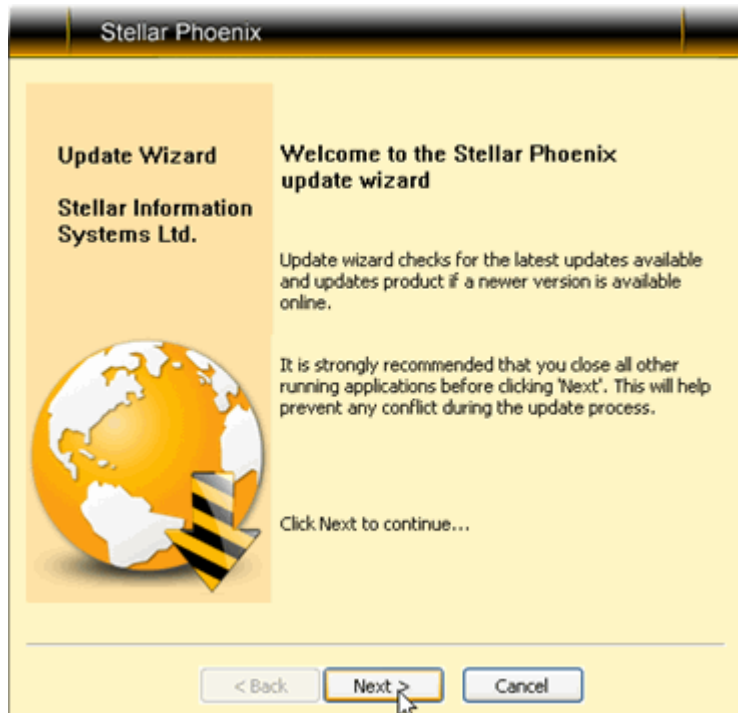 Stellar Phoenix
Update Wizard
Stellar Information
Systems Ltd.
Welcome to the Stellar Phoenix
update wizard
Update wizard checks for the latest updates available
and updates product if a newer version is available
online.
It is strongly recommended that you close all other
running applications before clicking 'Next'. This will help
prevent any conflict during the update process.
Click Next to continue...
< Back
Next >
Cancel